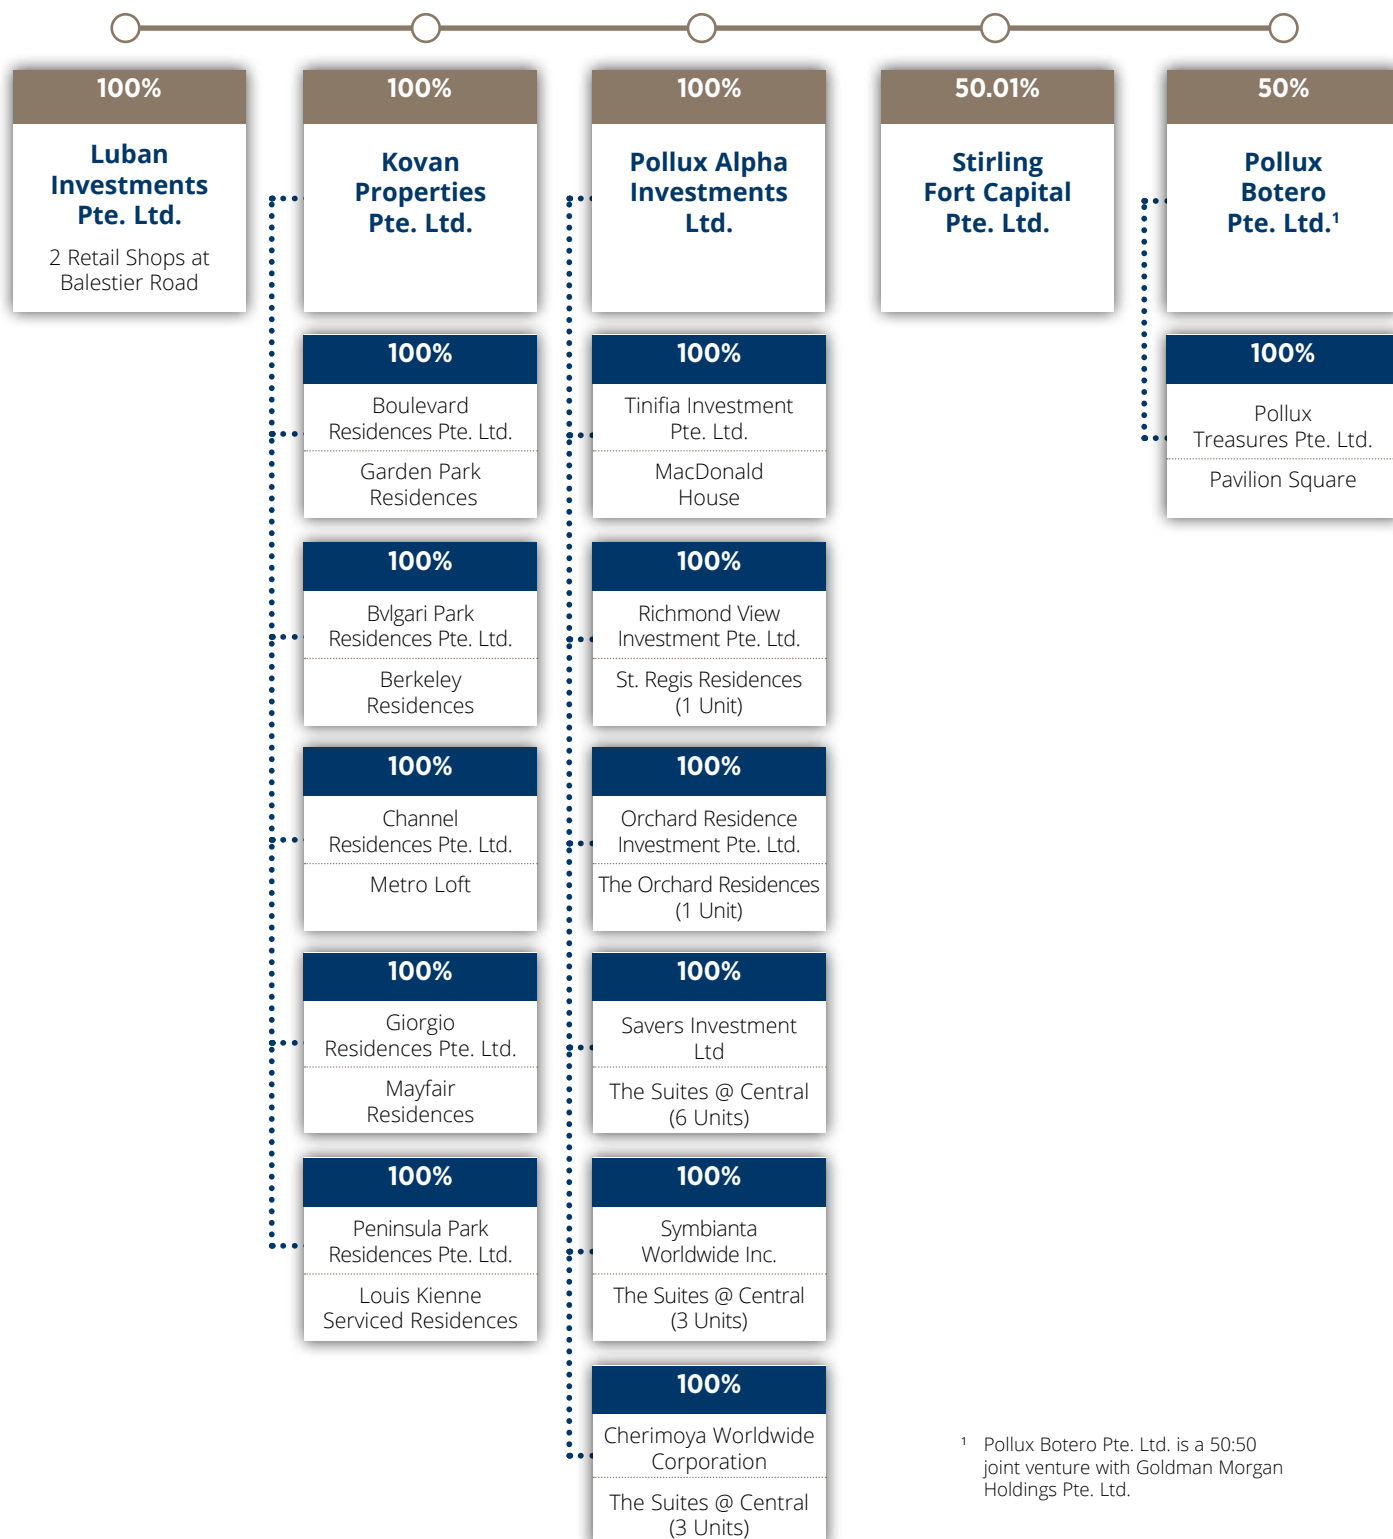 100%
Luban
Investments
Pte. Ltd.
2 Retail Shops at
Balestier Road
100%
Kovan
Properties
Pte. Ltd.
100%
Boulevard
Residences Pte. Ltd.
Garden Park
Residences
100%
Bvlgari Park
Residences Pte. Ltd.
Berkeley
Residences
100%
Channel
Residences Pte. Ltd.
Metro Loft
100%
Giorgio
Residences Pte. Ltd.
Mayfair
Residences
100%
Peninsula Park
Residences Pte. Ltd.
Louis Kienne
Serviced Residences
100%
Pollux Alpha
Investments
Ltd.
100%
Tinifia Investment
Pte. Ltd.
MacDonald
House
100%
Richmond View
Investment Pte. Ltd.
St. Regis Residences
(1 Unit)
100%
Orchard Residence
Investment Pte. Ltd.
The Orchard Residences
(1 Unit)
100%
Savers Investment
Ltd
The Suites @ Central
(6 Units)
100%
Symbianta
Worldwide Inc.
The Suites @ Central
(3 Units)
100%
Cherimoya Worldwide
Corporation
The Suites @ Central
(3 Units)
50.01%
Stirling
Fort Capital
Pte. Ltd.
50%
Pollux
Botero
Pte. Ltd.¹
100%
Pollux
Treasures Pte. Ltd.
Pavilion Square
¹ Pollux Botero Pte. Ltd. is a 50:50
joint venture with Goldman Morgan
Holdings Pte. Ltd.